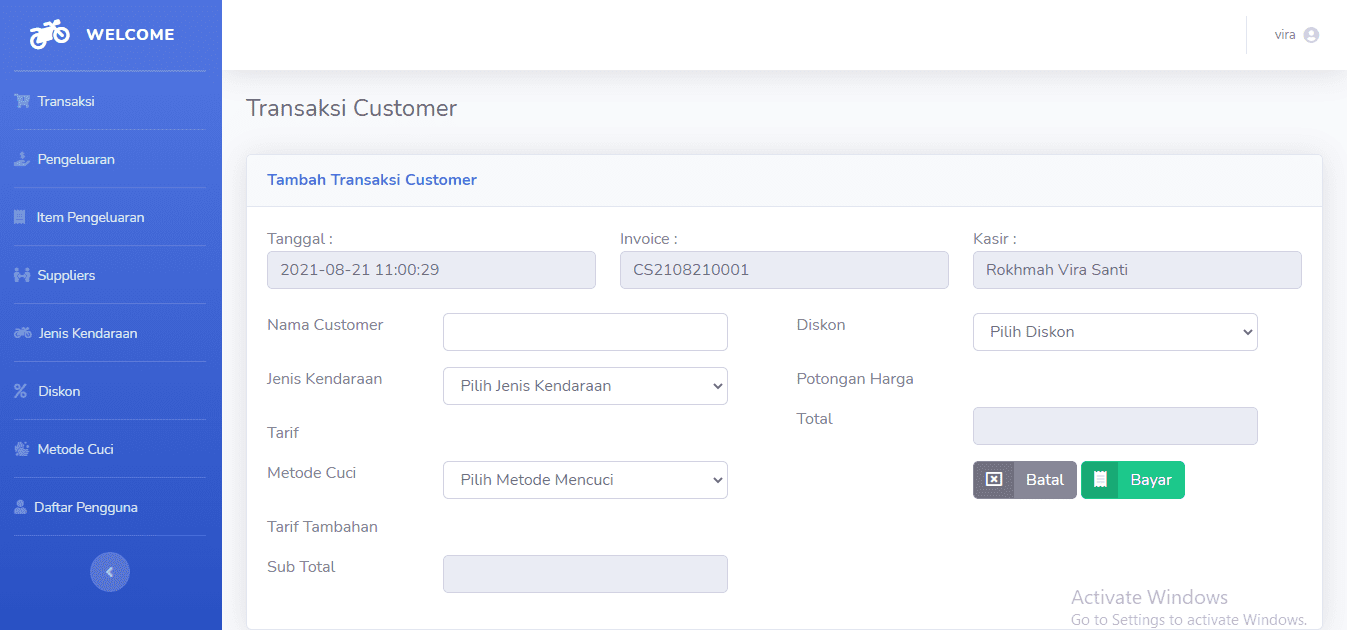 WELCOME
vira
Transaksi
Pengeluaran
Item Pengeluaran
Suppliers
Jenis Kendaraan
Diskon
Metode Cuci
Daftar Pengguna
Transaksi Customer
Tambah Transaksi Customer
Tanggal : Invoice : Kasir :
2021-08-21 11:00:29 CS2108210001 Rokhmah Vira Santi
Nama Customer Diskon Pilih Diskon
Jenis Kendaraan Pilih Jenis Kendaraan Potongan Harga
Tarif Total
Metode Cuci Pilih Metode Mencuci Batal Bayar
Tarif Tambahan
Sub Total
Activate Windows
Go to Settings to activate Windows.